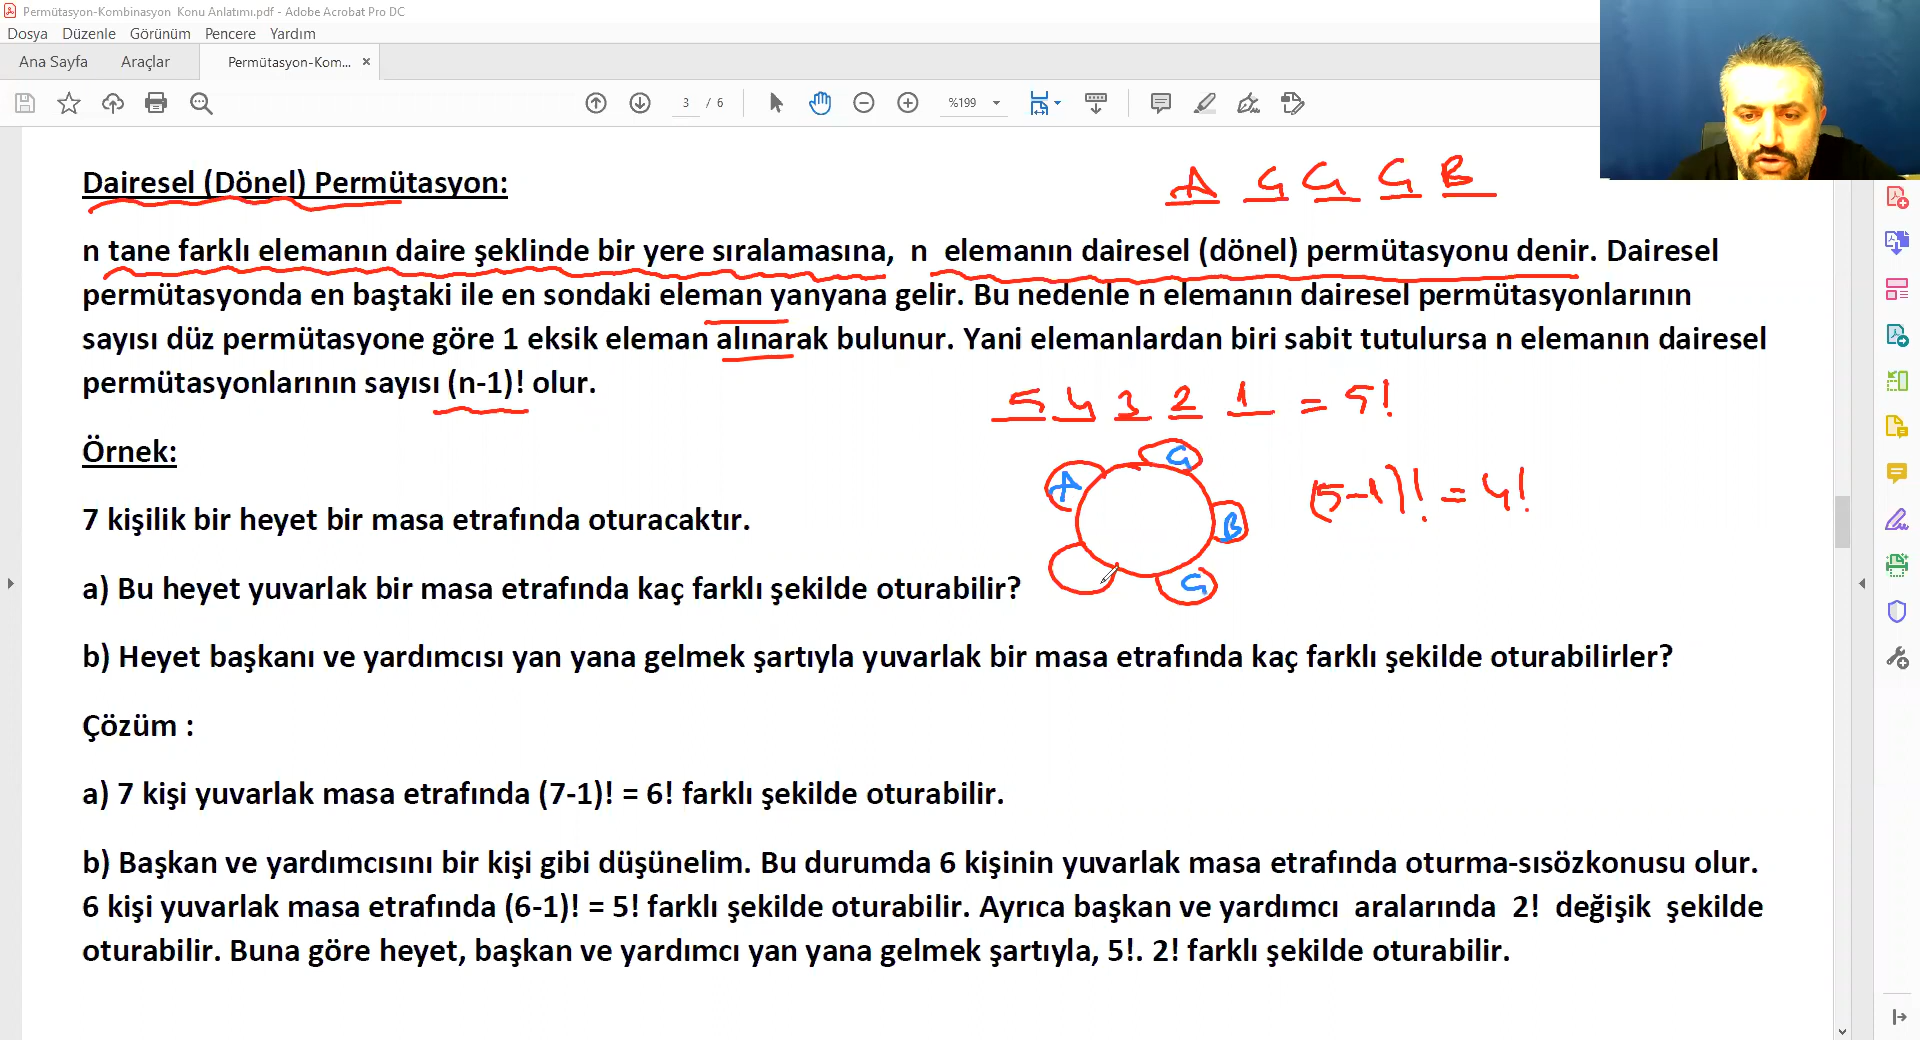 Permütasyon-Kombinasyon Konu Anlatımı.pdf - Adobe Acrobat Pro DC
Dosya Düzenle Görünüm Pencere Yardım
Ana Sayfa Araçlar Permütasyon-Kom... ×
3 / 6 %199
Dairesel (Dönel) Permütasyon:
A G G G B
n tane farklı elemanın daire şeklinde bir yere sıralamasına, n elemanın dairesel (dönel) permütasyonu denir. Dairesel
permütasyonda en baştaki ile en sondaki eleman yanyana gelir. Bu nedenle n elemanın dairesel permütasyonlarının
sayısı düz permütasyone göre 1 eksik eleman alınarak bulunur. Yani elemanlardan biri sabit tutulursa n elemanın dairesel
permütasyonlarının sayısı (n-1)! olur.
5 4 3 2 1 = 5!
Örnek:
G
A
(5-1)! = 4!
7 kişilik bir heyet bir masa etrafında oturacaktır.
B
a) Bu heyet yuvarlak bir masa etrafında kaç farklı şekilde oturabilir?
G
b) Heyet başkanı ve yardımcısı yan yana gelmek şartıyla yuvarlak bir masa etrafında kaç farklı şekilde oturabilirler?
Çözüm :
a) 7 kişi yuvarlak masa etrafında (7-1)! = 6! farklı şekilde oturabilir.
b) Başkan ve yardımcısını bir kişi gibi düşünelim. Bu durumda 6 kişinin yuvarlak masa etrafında oturma-sısözkonusu olur.
6 kişi yuvarlak masa etrafında (6-1)! = 5! farklı şekilde oturabilir. Ayrıca başkan ve yardımcı aralarında 2! değişik şekilde
oturabilir. Buna göre heyet, başkan ve yardımcı yan yana gelmek şartıyla, 5!. 2! farklı şekilde oturabilir.